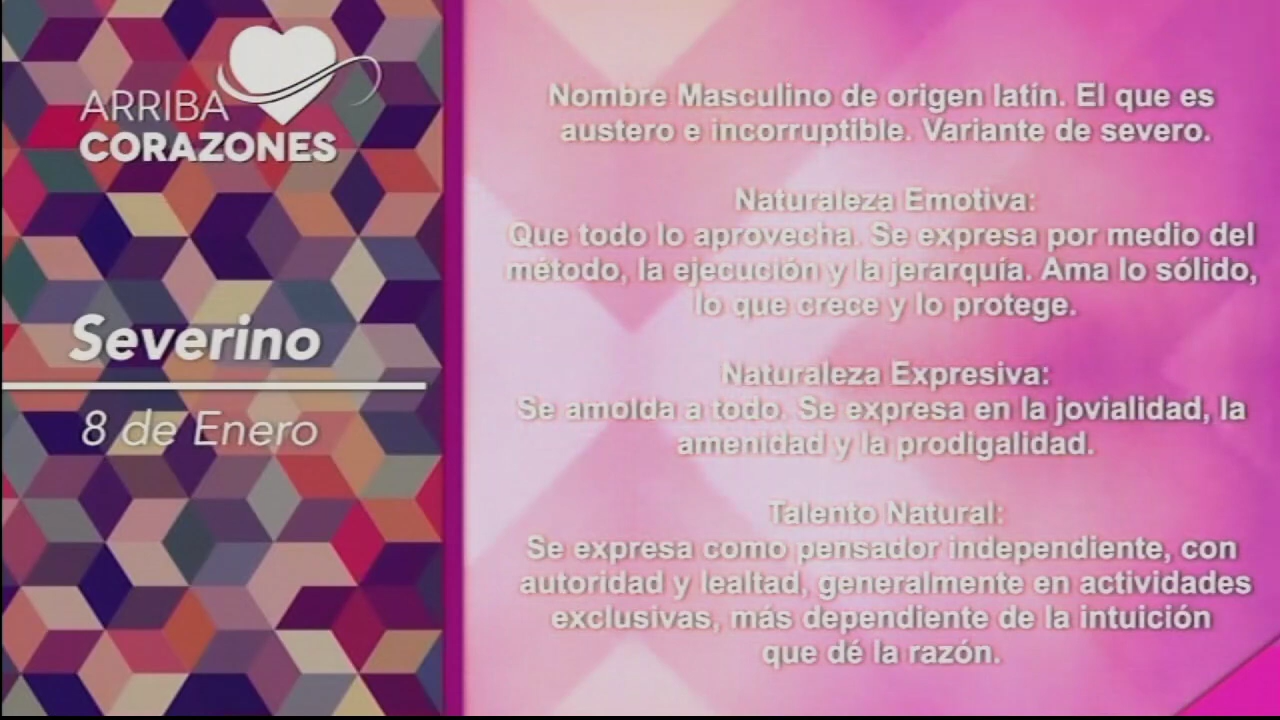 ARRIBA
CORAZONES
Severino
8 de Enero
Nombre Masculino de origen latín. El que es
austero e incorruptible. Variante de severo.
Naturaleza Emotiva:
Que todo lo aprovecha. Se expresa por medio del
método, la ejecución y la jerarquía. Ama lo sólido,
lo que crece y lo protege.
Naturaleza Expresiva:
Se amolda a todo. Se expresa en la jovialidad, la
amenidad y la prodigalidad.
Talento Natural:
Se expresa como pensador independiente, con
autoridad y lealtad, generalmente en actividades
exclusivas, más dependiente de la intuición
que dé la razón.